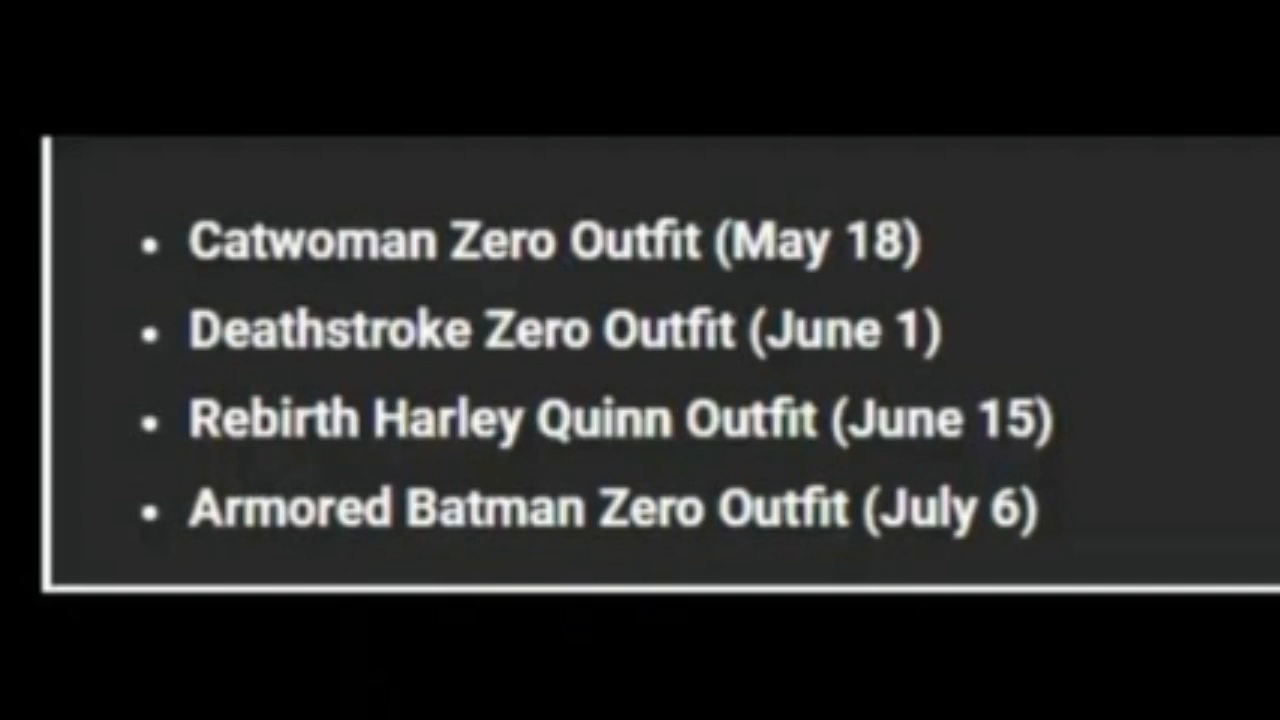 • Catwoman Zero Outfit (May 18)
• Deathstroke Zero Outfit (June 1)
• Rebirth Harley Quinn Outfit (June 15)
• Armored Batman Zero Outfit (July 6)